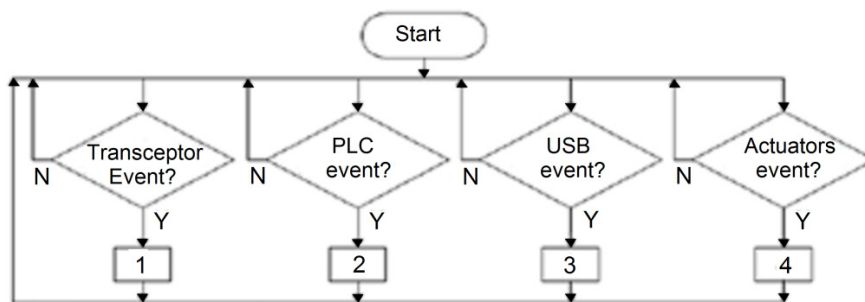 Start
Transceptor
Event?
PLC
event?
USB
event?
Actuators
event?
N
N
N
N
Y
Y
Y
Y
1
2
3
4